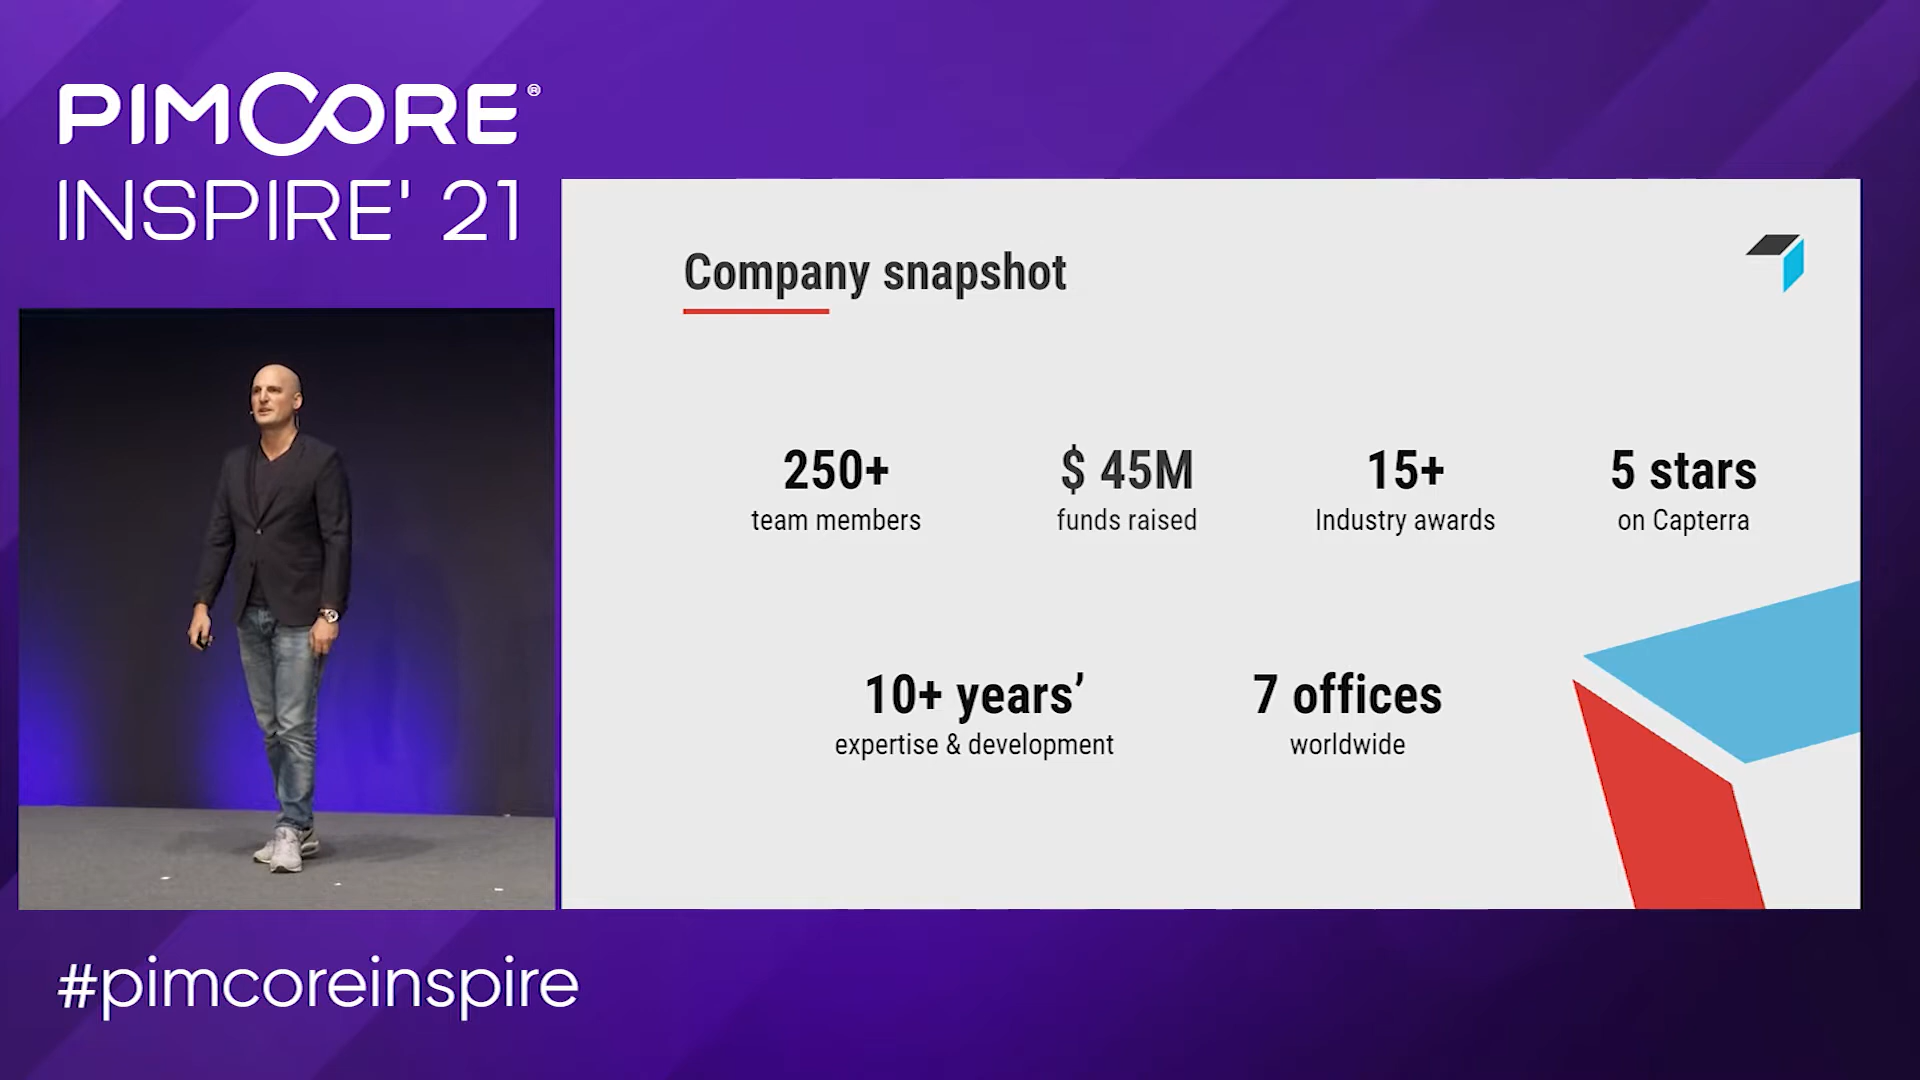 PIMCORE®
INSPIRE' 21
Company snapshot
250+
team members
$ 45M
funds raised
15+
Industry awards
5 stars
on Capterra
10+ years’
expertise & development
7 offices
worldwide
#pimcoreinspire